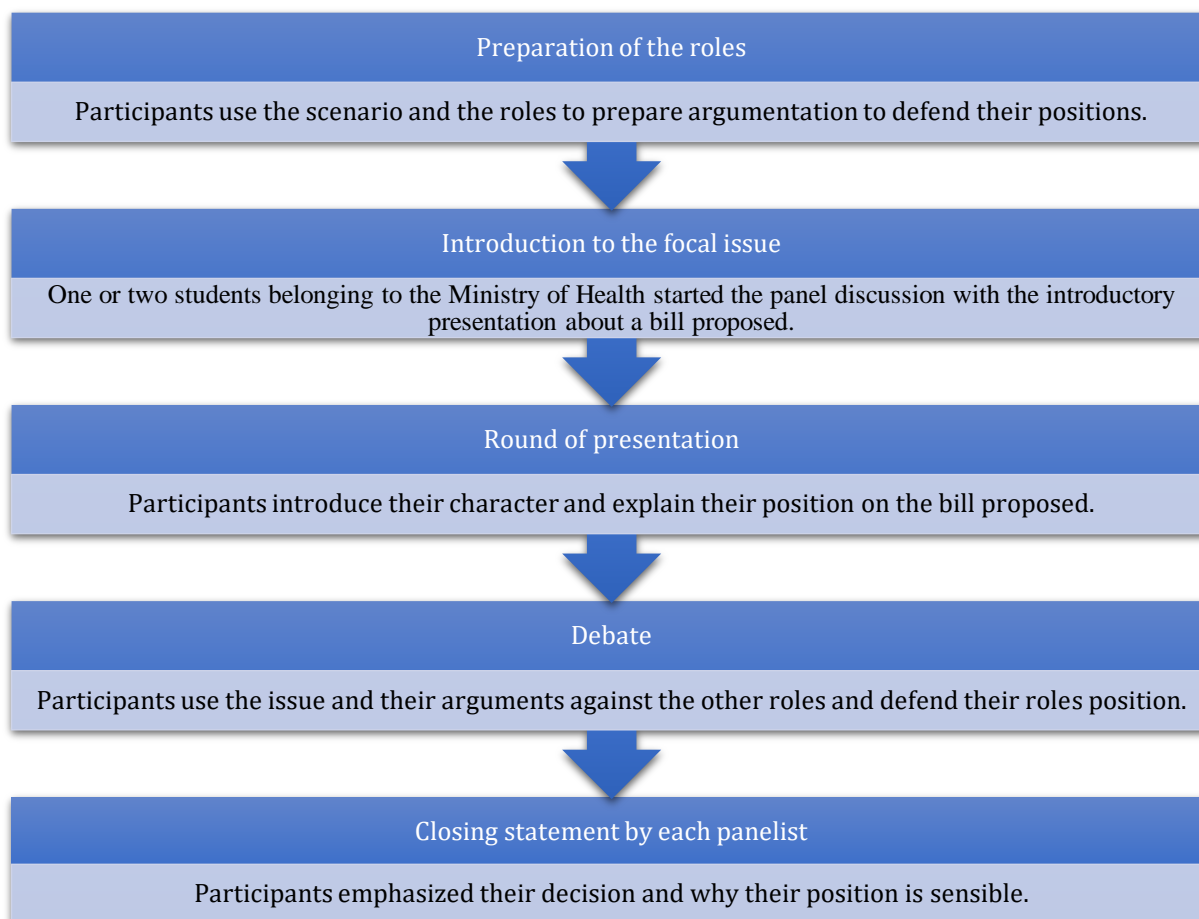 Preparation of the roles
Participants use the scenario and the roles to prepare argumentation to defend their positions.
Introduction to the focal issue
One or two students belonging to the Ministry of Health started the panel discussion with the introductory
presentation about a bill proposed.
Round of presentation
Participants introduce their character and explain their position on the bill proposed.
Debate
Participants use the issue and their arguments against the other roles and defend their roles position.
Closing statement by each panelist
Participants emphasized their decision and why their position is sensible.